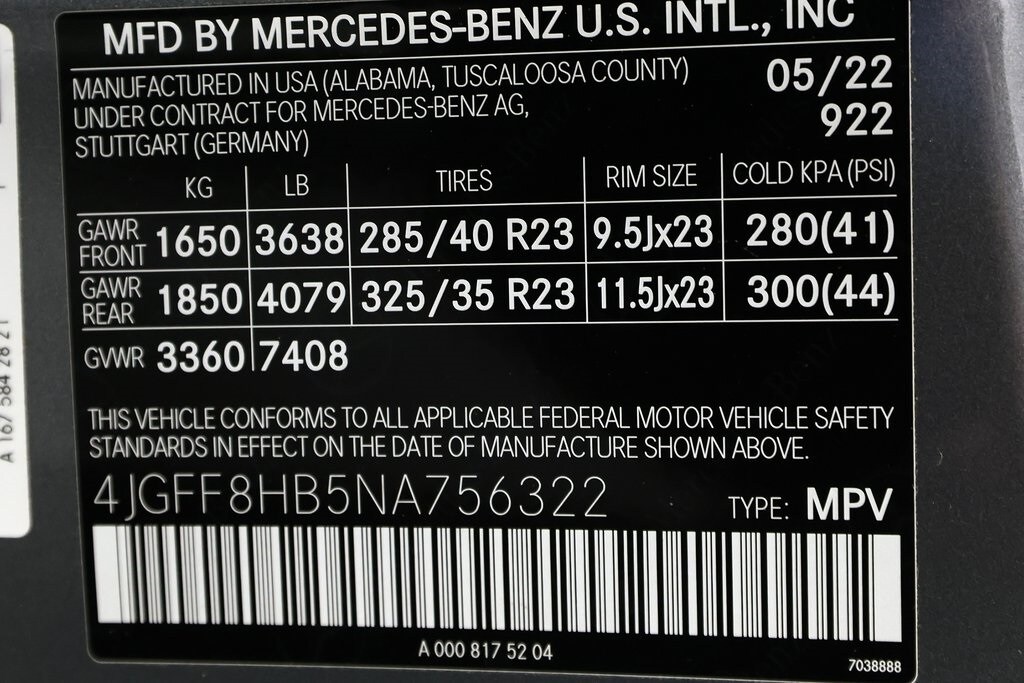 MFD BY MERCEDES-BENZ U.S. INTL., INC
MANUFACTURED IN USA (ALABAMA, TUSCALOOSA COUNTY) 05/22
UNDER CONTRACT FOR MERCEDES-BENZ AG, 922
STUTTGART (GERMANY)
KG LB TIRES RIM SIZE COLD KPA (PSI)
GAWR FRONT 1650 3638 285/40 R23 9.5Jx23 280(41)
GAWR REAR 1850 4079 325/35 R23 11.5Jx23 300(44)
GVWR 3360 7408
THIS VEHICLE CONFORMS TO ALL APPLICABLE FEDERAL MOTOR VEHICLE SAFETY
STANDARDS IN EFFECT ON THE DATE OF MANUFACTURE SHOWN ABOVE.
4JGFF8HB5NA756322 TYPE: MPV
A 000 817 52 04
7038888
A 167 584 28 21